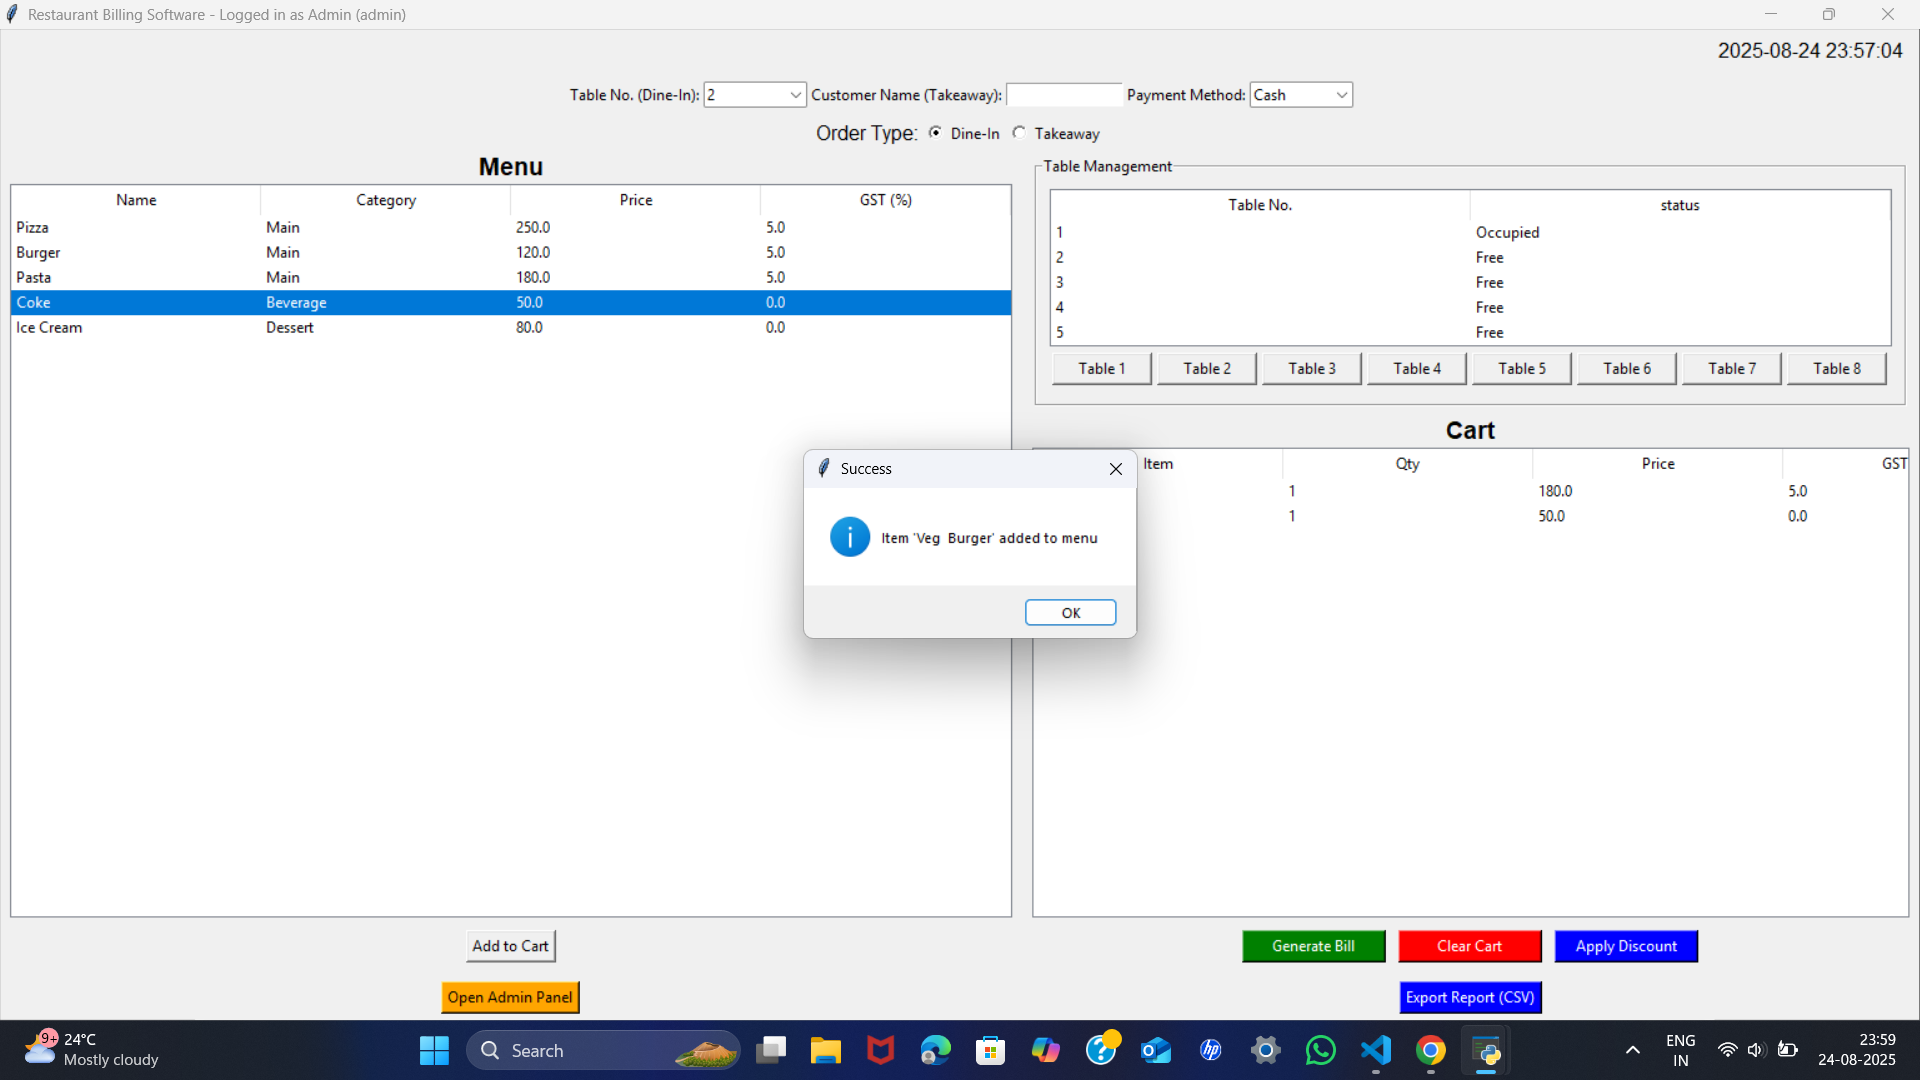 Restaurant Billing Software - Logged in as Admin (admin)
2025-08-24 23:57:04
Table No. (Dine-In): 2 Customer Name (Takeaway): Payment Method: Cash
Order Type: Dine-In Takeaway
Menu
Name Category Price GST (%)
Pizza Main 250.0 5.0
Burger Main 120.0 5.0
Pasta Main 180.0 5.0
Coke Beverage 50.0 0.0
Ice Cream Dessert 80.0 0.0
Table Management
Table No. status
1 Occupied
2 Free
3 Free
4 Free
5 Free
Table 1 Table 2 Table 3 Table 4 Table 5 Table 6 Table 7 Table 8
Cart
Item Qty Price GST
1 180.0 5.0
1 50.0 0.0
Success
Item 'Veg  Burger' added to menu
OK
Add to Cart
Open Admin Panel
Generate Bill Clear Cart Apply Discount
Export Report (CSV)
9+ 24°C
Mostly cloudy
Search
hp
ENG
IN
23:59
24-08-2025